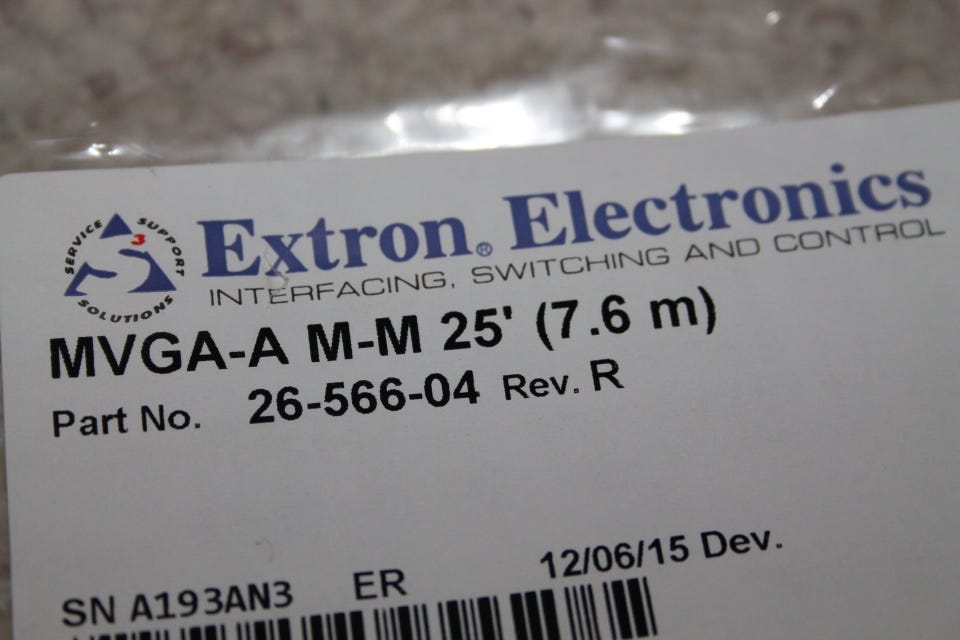 SERVICE SUPPORT SOLUTIONS
S3
Extron® Electronics
INTERFACING, SWITCHING AND CONTROL
MVGA-A M-M 25' (7.6 m)
Part No. 26-566-04 Rev. R
SN A193AN3 ER 12/06/15 Dev.